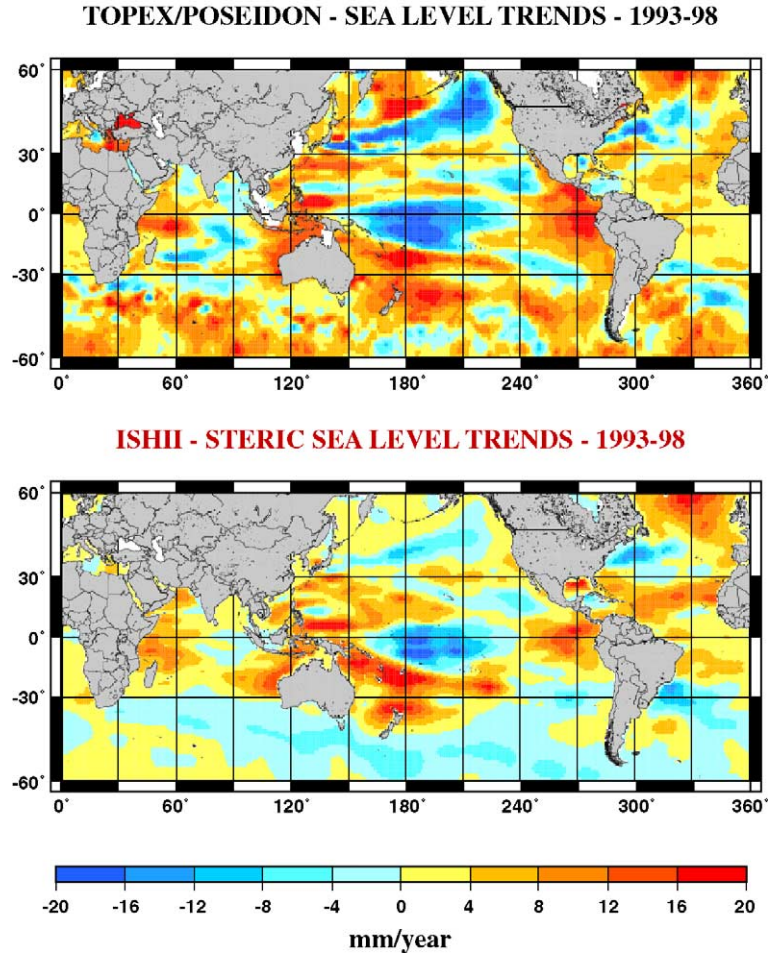 TOPEX/POSEIDON - SEA LEVEL TRENDS - 1993-98
60°
30°
0°
-30°
-60°
0° 60° 120° 180° 240° 300° 360°
ISHII - STERIC SEA LEVEL TRENDS - 1993-98
60°
30°
0°
-30°
-60°
0° 60° 120° 180° 240° 300° 360°
-20 -16 -12 -8 -4 0 4 8 12 16 20
mm/year